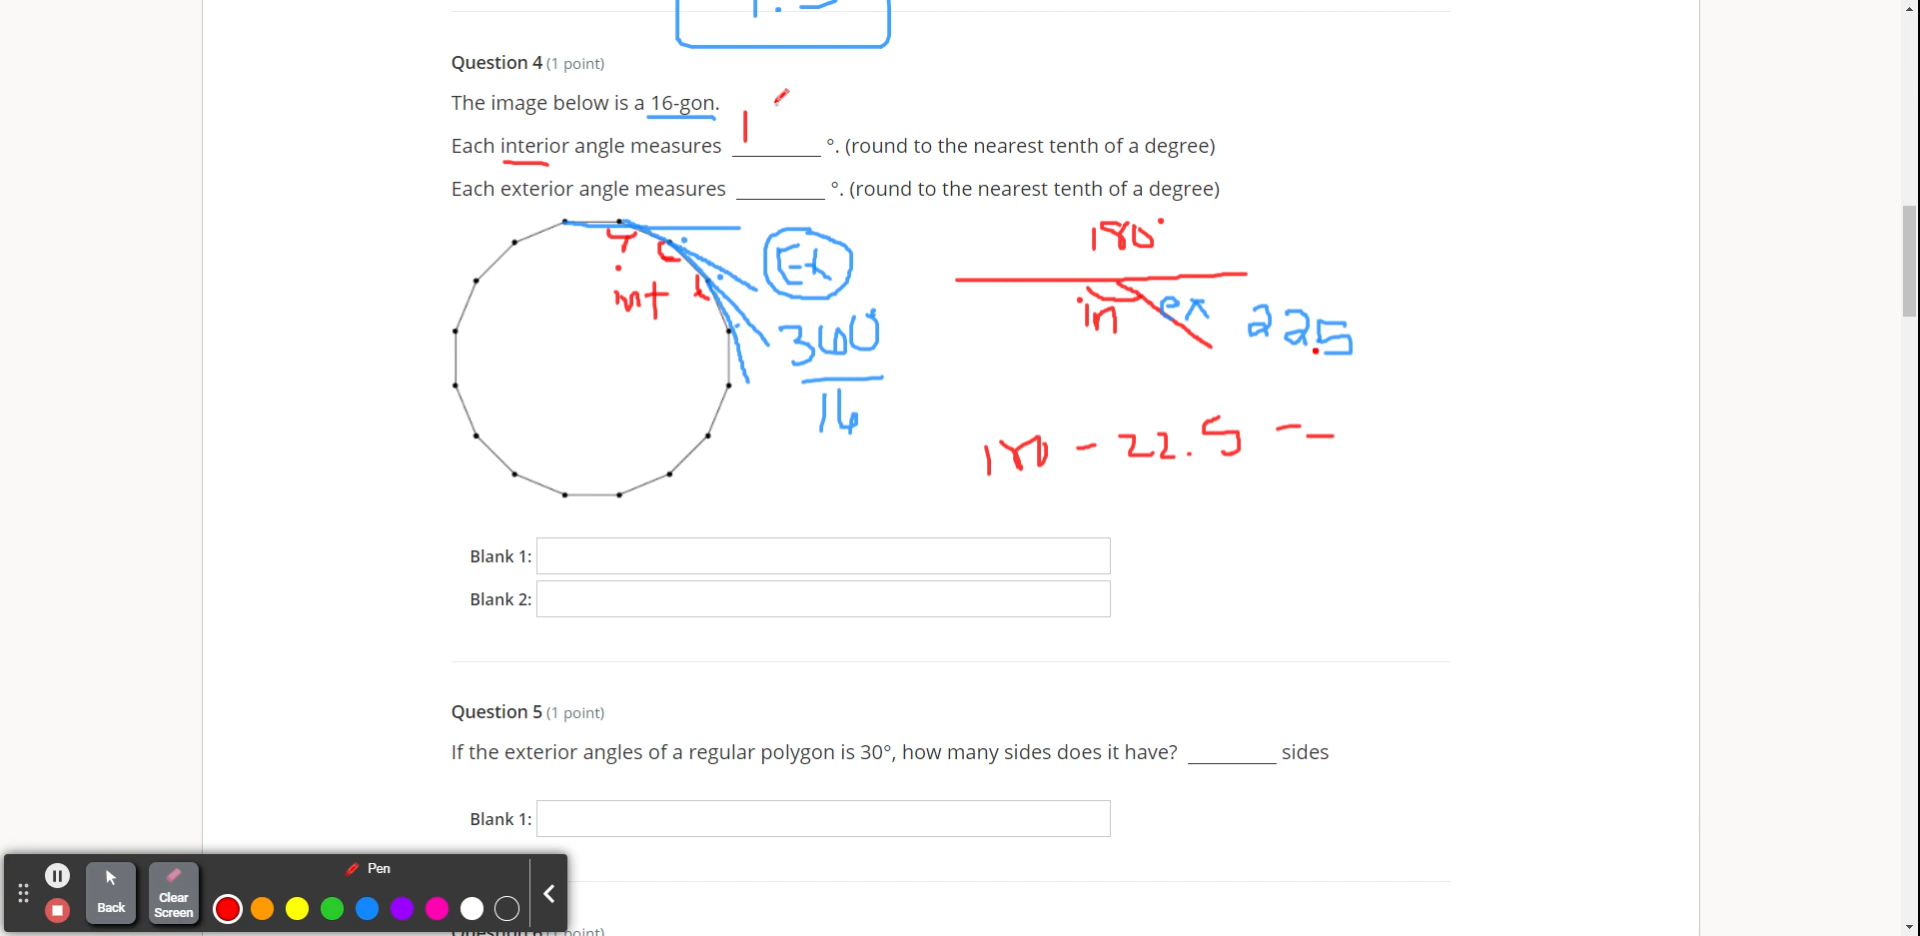 Question 4 (1 point)
The image below is a 16-gon.
1
Each interior angle measures ________ °. (round to the nearest tenth of a degree)
Each exterior angle measures ________ °. (round to the nearest tenth of a degree)
Ex
int
360°
16
180°
in ex 22.5
180 - 22.5 =
Blank 1:
Blank 2:
Question 5 (1 point)
If the exterior angles of a regular polygon is 30°, how many sides does it have? ________ sides
Blank 1:
Pen
Back
Clear
Screen